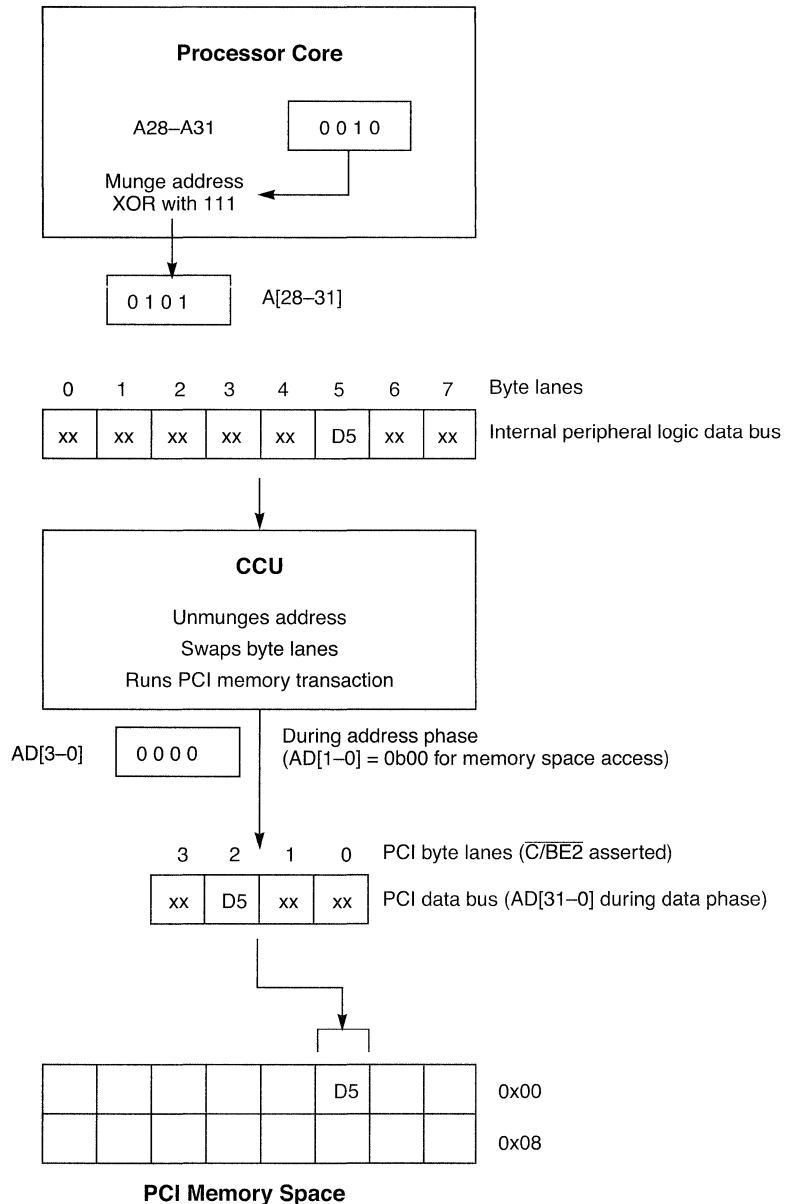 Processor Core
A28–A31
0 0 1 0
Munge address
XOR with 111
0 1 0 1
A[28–31]
0 1 2 3 4 5 6 7 Byte lanes
xx xx xx xx xx D5 xx xx Internal peripheral logic data bus
CCU
Unmunges address
Swaps byte lanes
Runs PCI memory transaction
AD[3–0]
0 0 0 0
During address phase
(AD[1–0] = 0b00 for memory space access)
3 2 1 0 PCI byte lanes (C/BE2 asserted)
xx D5 xx xx PCI data bus (AD[31–0] during data phase)
D5 0x00
0x08
PCI Memory Space